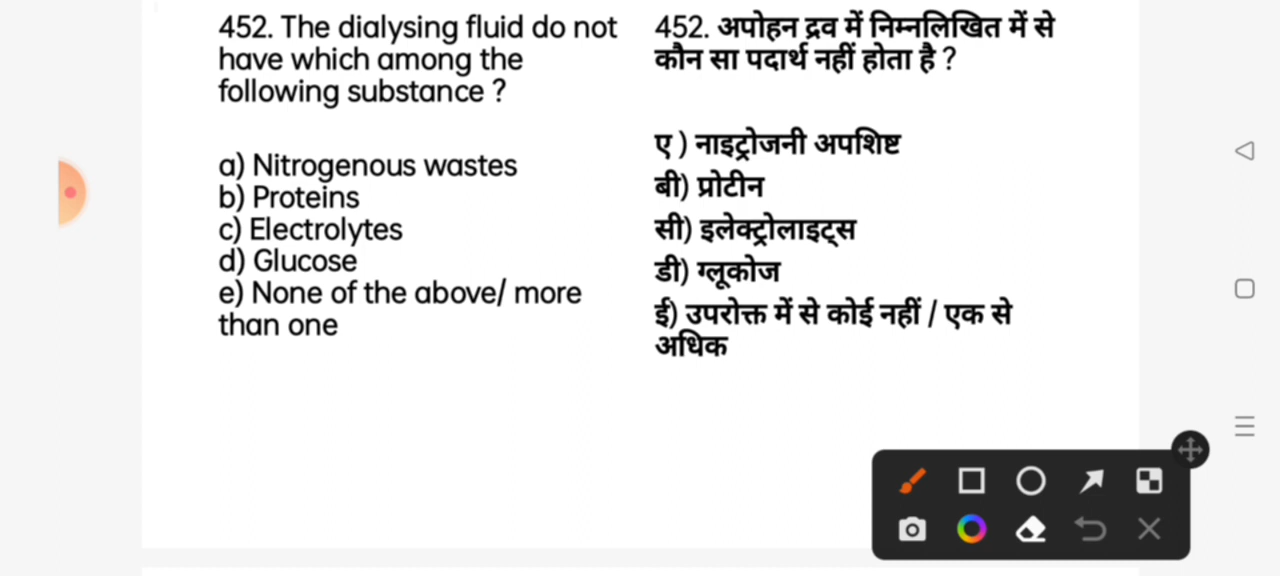 452. The dialysing fluid do not
have which among the
following substance ?
a) Nitrogenous wastes
b) Proteins
c) Electrolytes
d) Glucose
e) None of the above/ more
than one
452. अपोहन द्रव में निम्नलिखित में से
कौन सा पदार्थ नहीं होता है ?
ए ) नाइट्रोजनी अपशिष्ट
बी) प्रोटीन
सी) इलेक्ट्रोलाइट्स
डी) ग्लूकोज
ई) उपरोक्त में से कोई नहीं / एक से
अधिक